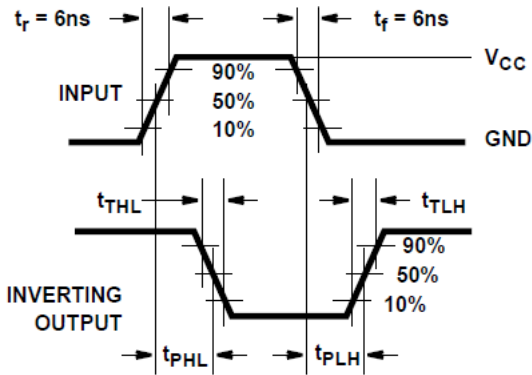 tr = 6ns
tf = 6ns
VCC
90%
INPUT
50%
10%
GND
tTHL
tTLH
90%
50%
10%
INVERTING
OUTPUT
tPHL
tPLH